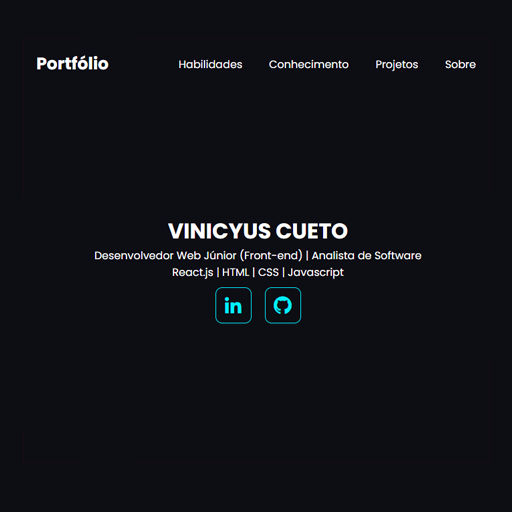 Portfólio
Habilidades Conhecimento Projetos Sobre
VINICYUS CUETO
Desenvolvedor Web Júnior (Front-end) | Analista de Software
React.js | HTML | CSS | Javascript
in